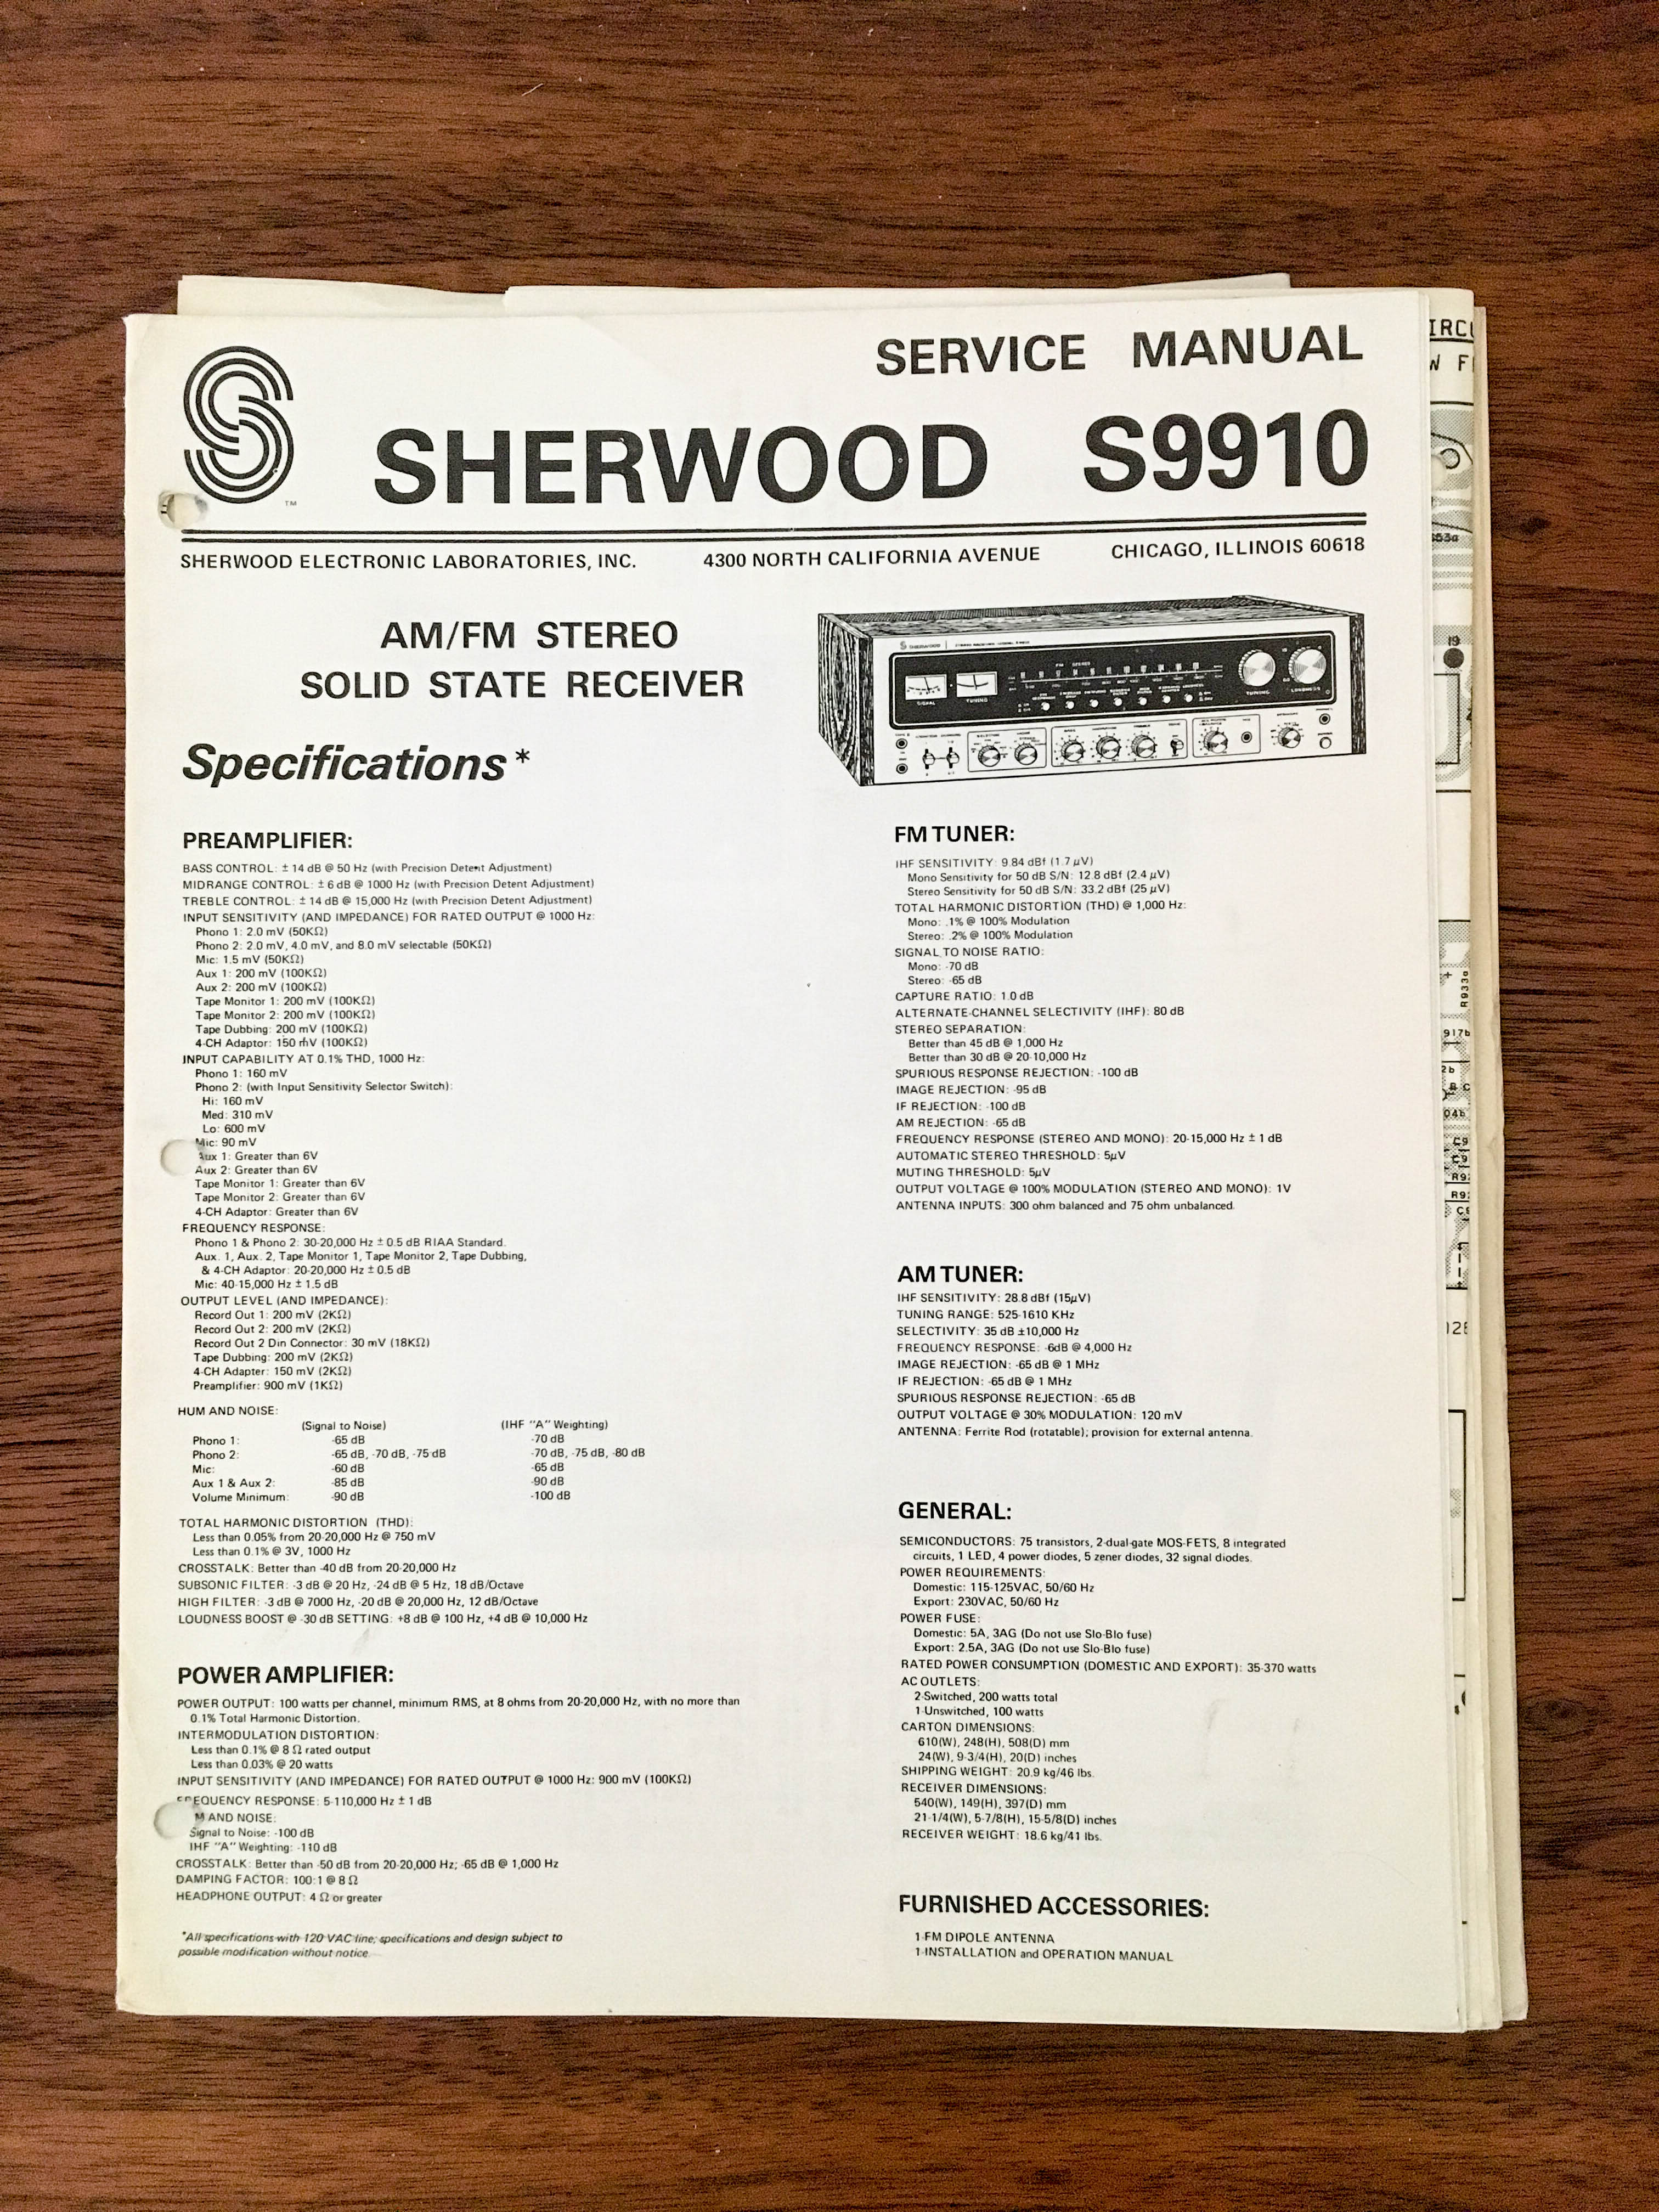 SERVICE MANUAL
SHERWOOD S9910
TM
SHERWOOD ELECTRONIC LABORATORIES, INC. 4300 NORTH CALIFORNIA AVENUE CHICAGO, ILLINOIS 60618
AM/FM STEREO
SOLID STATE RECEIVER
Specifications*
PREAMPLIFIER:
BASS CONTROL: ± 14 dB @ 50 Hz (with Precision Detent Adjustment)
MIDRANGE CONTROL: ± 6 dB @ 1000 Hz (with Precision Detent Adjustment)
TREBLE CONTROL: ± 14 dB @ 15,000 Hz (with Precision Detent Adjustment)
INPUT SENSITIVITY (AND IMPEDANCE) FOR RATED OUTPUT @ 1000 Hz:
Phono 1: 2.0 mV (50KΩ)
Phono 2: 2.0 mV, 4.0 mV, and 8.0 mV selectable (50KΩ)
Mic: 1.5 mV (50KΩ)
Aux 1: 200 mV (100KΩ)
Aux 2: 200 mV (100KΩ)
Tape Monitor 1: 200 mV (100KΩ)
Tape Monitor 2: 200 mV (100KΩ)
Tape Dubbing: 200 mV (100KΩ)
4-CH Adaptor: 150 mV (100KΩ)
INPUT CAPABILITY AT 0.1% THD, 1000 Hz:
Phono 1: 160 mV
Phono 2: (with Input Sensitivity Selector Switch):
Hi: 160 mV
Med: 310 mV
Lo: 600 mV
Mic: 90 mV
Aux 1: Greater than 6V
Aux 2: Greater than 6V
Tape Monitor 1: Greater than 6V
Tape Monitor 2: Greater than 6V
4-CH Adaptor: Greater than 6V
FREQUENCY RESPONSE:
Phono 1 & Phono 2: 30-20,000 Hz ± 0.5 dB RIAA Standard.
Aux. 1, Aux. 2, Tape Monitor 1, Tape Monitor 2, Tape Dubbing,
& 4-CH Adaptor: 20-20,000 Hz ± 0.5 dB
Mic: 40-15,000 Hz ± 1.5 dB
OUTPUT LEVEL (AND IMPEDANCE):
Record Out 1: 200 mV (2KΩ)
Record Out 2: 200 mV (2KΩ)
Record Out 2 Din Connector: 30 mV (18KΩ)
Tape Dubbing: 200 mV (2KΩ)
4-CH Adapter: 150 mV (2KΩ)
Preamplifier: 900 mV (1KΩ)
HUM AND NOISE:
(Signal to Noise) (IHF "A" Weighting)
Phono 1: -65 dB -70 dB
Phono 2: -65 dB, -70 dB, -75 dB -70 dB, -75 dB, -80 dB
Mic: -60 dB -65 dB
Aux 1 & Aux 2: -85 dB -90 dB
Volume Minimum: -90 dB -100 dB
TOTAL HARMONIC DISTORTION (THD):
Less than 0.05% from 20-20,000 Hz @ 750 mV
Less than 0.1% @ 3V, 1000 Hz
CROSSTALK: Better than -40 dB from 20-20,000 Hz
SUBSONIC FILTER: -3 dB @ 20 Hz, -24 dB @ 5 Hz, 18 dB/Octave
HIGH FILTER: -3 dB @ 7000 Hz, -20 dB @ 20,000 Hz, 12 dB/Octave
LOUDNESS BOOST @ -30 dB SETTING: +8 dB @ 100 Hz, +4 dB @ 10,000 Hz
POWER AMPLIFIER:
POWER OUTPUT: 100 watts per channel, minimum RMS, at 8 ohms from 20-20,000 Hz, with no more than
0.1% Total Harmonic Distortion.
INTERMODULATION DISTORTION:
Less than 0.1% @ 8 Ω rated output
Less than 0.03% @ 20 watts
INPUT SENSITIVITY (AND IMPEDANCE) FOR RATED OUTPUT @ 1000 Hz: 900 mV (100KΩ)
FREQUENCY RESPONSE: 5-110,000 Hz ± 1 dB
M AND NOISE:
Signal to Noise: -100 dB
IHF "A" Weighting: -110 dB
CROSSTALK: Better than -50 dB from 20-20,000 Hz; -65 dB @ 1,000 Hz
DAMPING FACTOR: 100:1 @ 8 Ω
HEADPHONE OUTPUT: 4 Ω or greater
*All specifications with 120 VAC line; specifications and design subject to
possible modification without notice.
FM TUNER:
IHF SENSITIVITY: 9.84 dBf (1.7 µV)
Mono Sensitivity for 50 dB S/N: 12.8 dBf (2.4 µV)
Stereo Sensitivity for 50 dB S/N: 33.2 dBf (25 µV)
TOTAL HARMONIC DISTORTION (THD) @ 1,000 Hz:
Mono: .1% @ 100% Modulation
Stereo: .2% @ 100% Modulation
SIGNAL TO NOISE RATIO:
Mono: -70 dB
Stereo: -65 dB
CAPTURE RATIO: 1.0 dB
ALTERNATE-CHANNEL SELECTIVITY (IHF): 80 dB
STEREO SEPARATION:
Better than 45 dB @ 1,000 Hz
Better than 30 dB @ 20-10,000 Hz
SPURIOUS RESPONSE REJECTION: -100 dB
IMAGE REJECTION: -95 dB
IF REJECTION: -100 dB
AM REJECTION: -65 dB
FREQUENCY RESPONSE (STEREO AND MONO): 20-15,000 Hz ± 1 dB
AUTOMATIC STEREO THRESHOLD: 5µV
MUTING THRESHOLD: 5µV
OUTPUT VOLTAGE @ 100% MODULATION (STEREO AND MONO): 1V
ANTENNA INPUTS: 300 ohm balanced and 75 ohm unbalanced.
AM TUNER:
IHF SENSITIVITY: 28.8 dBf (15µV)
TUNING RANGE: 525-1610 KHz
SELECTIVITY: 35 dB ±10,000 Hz
FREQUENCY RESPONSE: -6dB @ 4,000 Hz
IMAGE REJECTION: -65 dB @ 1 MHz
IF REJECTION: -65 dB @ 1 MHz
SPURIOUS RESPONSE REJECTION: -65 dB
OUTPUT VOLTAGE @ 30% MODULATION: 120 mV
ANTENNA: Ferrite Rod (rotatable); provision for external antenna.
GENERAL:
SEMICONDUCTORS: 75 transistors, 2-dual-gate MOS-FETS, 8 integrated
circuits, 1 LED, 4 power diodes, 5 zener diodes, 32 signal diodes.
POWER REQUIREMENTS:
Domestic: 115-125VAC, 50/60 Hz
Export: 230VAC, 50/60 Hz
POWER FUSE:
Domestic: 5A, 3AG (Do not use Slo-Blo fuse)
Export: 2.5A, 3AG (Do not use Slo-Blo fuse)
RATED POWER CONSUMPTION (DOMESTIC AND EXPORT): 35-370 watts
AC OUTLETS:
2-Switched, 200 watts total
1-Unswitched, 100 watts
CARTON DIMENSIONS:
610(W), 248(H), 508(D) mm
24(W), 9-3/4(H), 20(D) inches
SHIPPING WEIGHT: 20.9 kg/46 lbs.
RECEIVER DIMENSIONS:
540(W), 149(H), 397(D) mm
21-1/4(W), 5-7/8(H), 15-5/8(D) inches
RECEIVER WEIGHT: 18.6 kg/41 lbs.
FURNISHED ACCESSORIES:
1-FM DIPOLE ANTENNA
1-INSTALLATION and OPERATION MANUAL
IRCU
W F
853a
19
R933a
917b
2b
B C
04b
C9
C9
R9
R9
C9